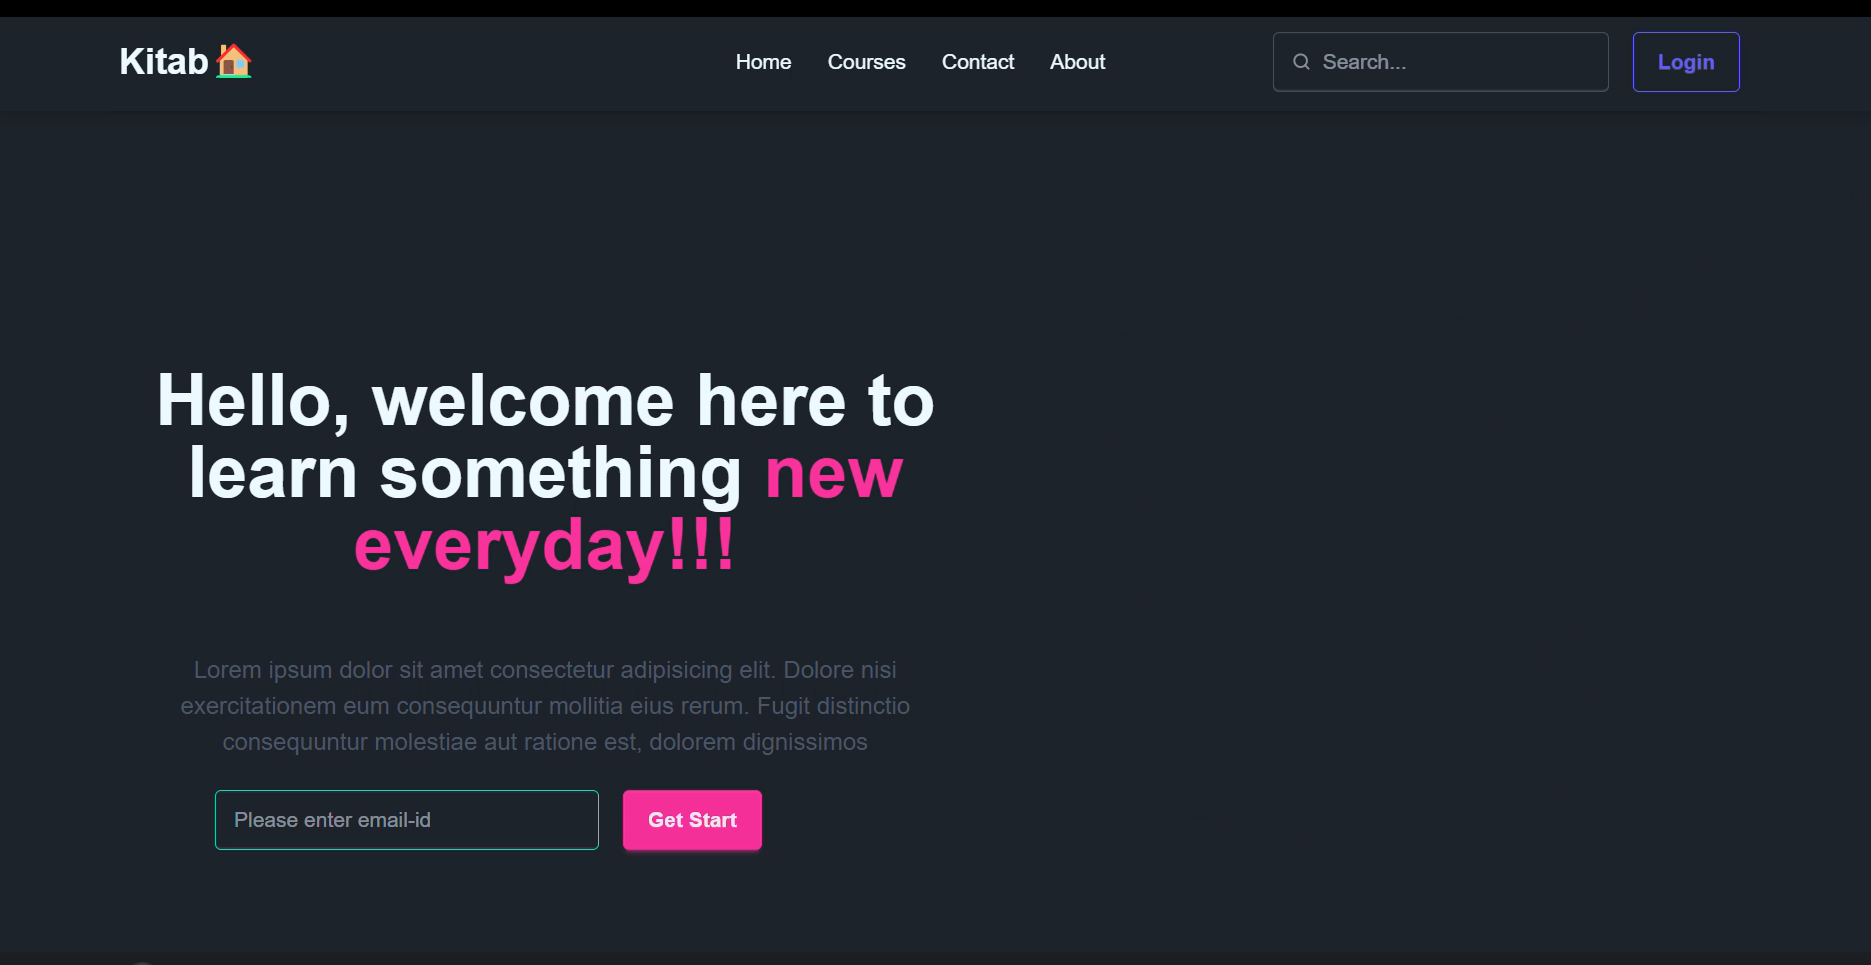 Kitab
Home Courses Contact About
Search...
Login
Hello, welcome here to
learn something new
everyday!!!
Lorem ipsum dolor sit amet consectetur adipisicing elit. Dolore nisi
exercitationem eum consequuntur mollitia eius rerum. Fugit distinctio
consequuntur molestiae aut ratione est, dolorem dignissimos
Please enter email-id
Get Start